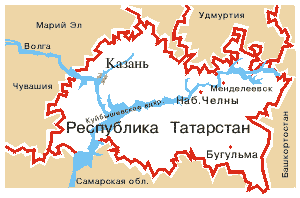 Марий Эл
Удмуртия
Волга
Казань
Чувашия
Менделеевск
Наб.Челны
Куйбышевское вдхр.
Республика Татарстан
Башкортостан
Бугульма
Самарская обл.